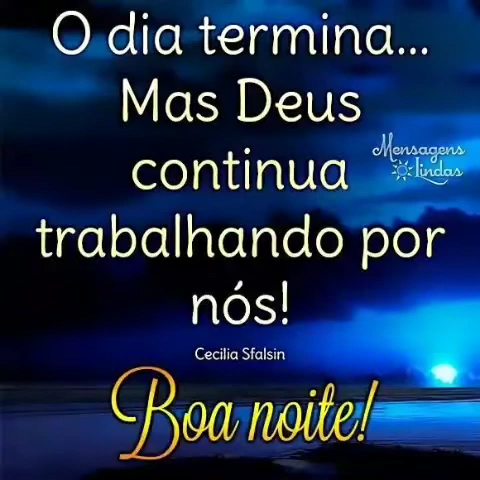 O dia termina...
Mas Deus
Mensagens
lindas
continua
trabalhando por
nós!
Cecilia Sfalsin
Boa noite!